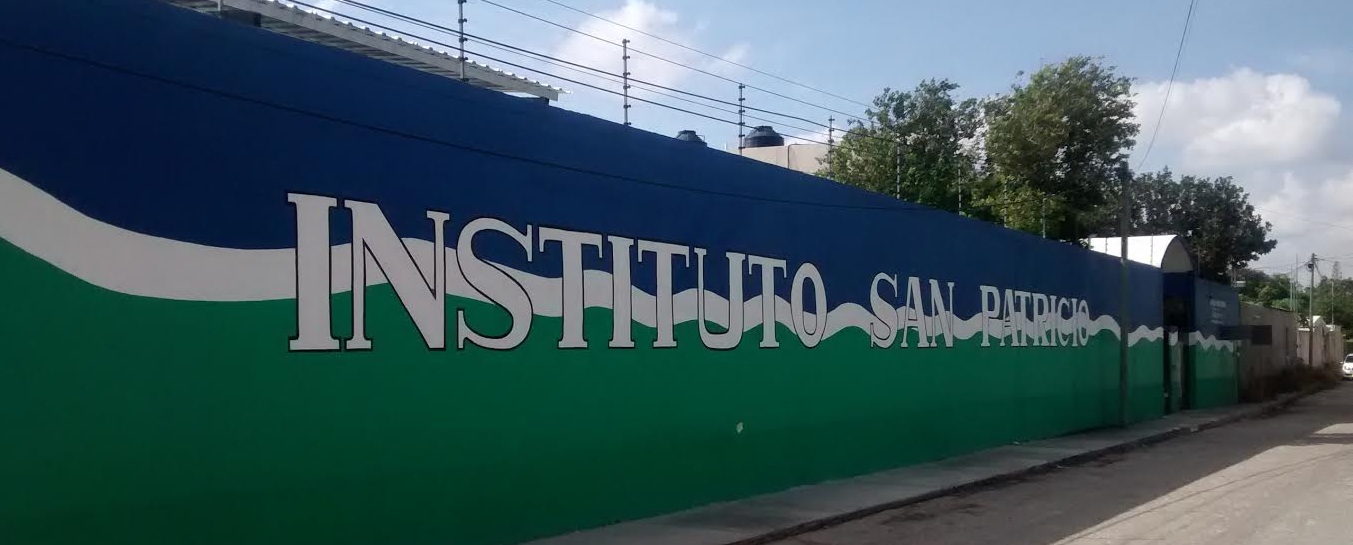 INSTITUTO SAN PATRICIO